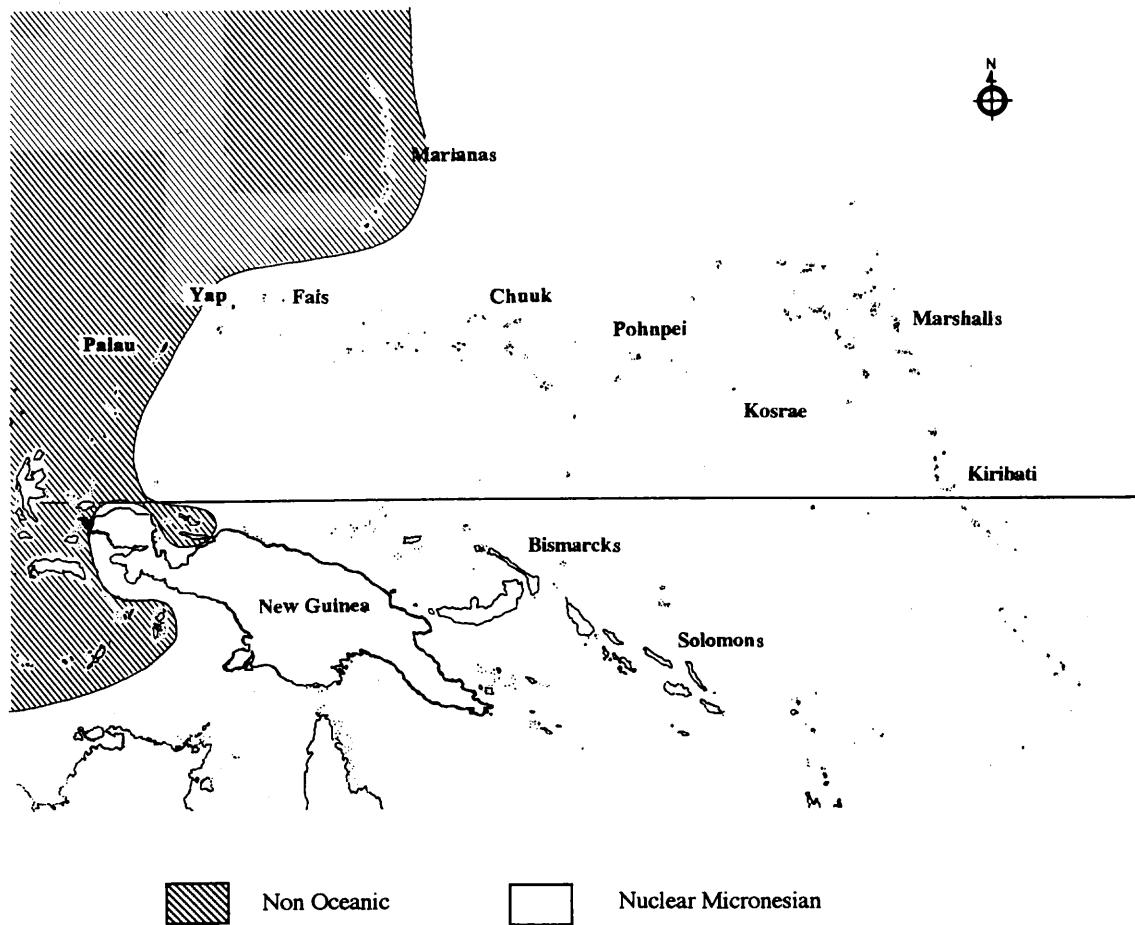 N
Marianas
Yap
Fais
Chuuk
Pohnpei
Marshalls
Palau
Kosrae
Kiribati
Bismarcks
New Guinea
Solomons
Non Oceanic
Nuclear Micronesian